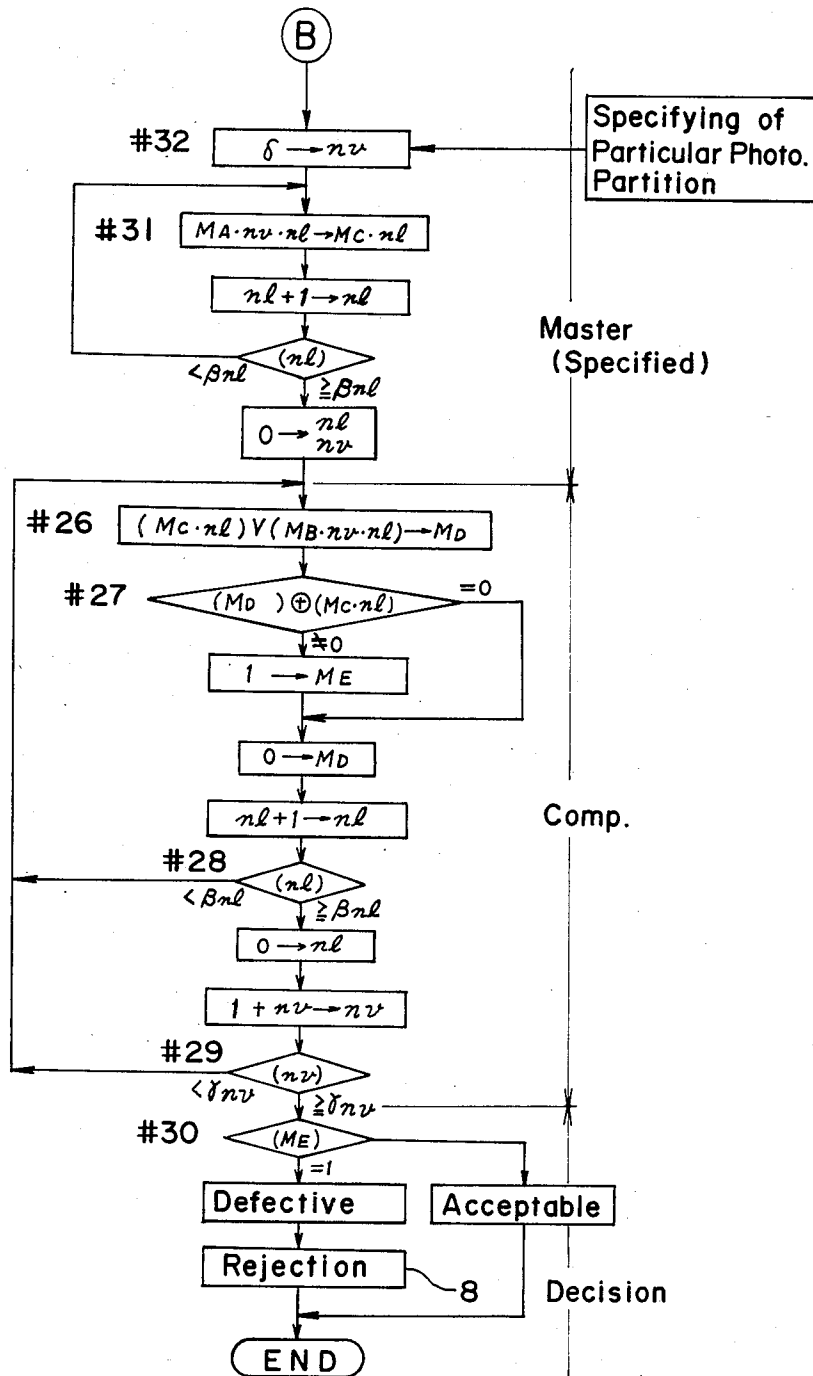 B
Specifying of
Particular Photo.
Partition
#32
δ → nv
#31
MA·nv·nl→MC·nl
nl+1→nl
(nl)
<βnl
≧βnl
Master
(Specified)
0→ nl
nv
#26
(MC·nl)V(MB·nv·nl)→MD
#27
(MD )⊕(MC·nl)
=0
≠0
1 → ME
0→MD
nl+1→nl
Comp.
#28
(nl)
<βnl
≧βnl
0→nl
1+nv→nv
#29
(nv)
<γnv
≧γnv
#30
(ME)
=1
Defective
Acceptable
Rejection
8
Decision
END